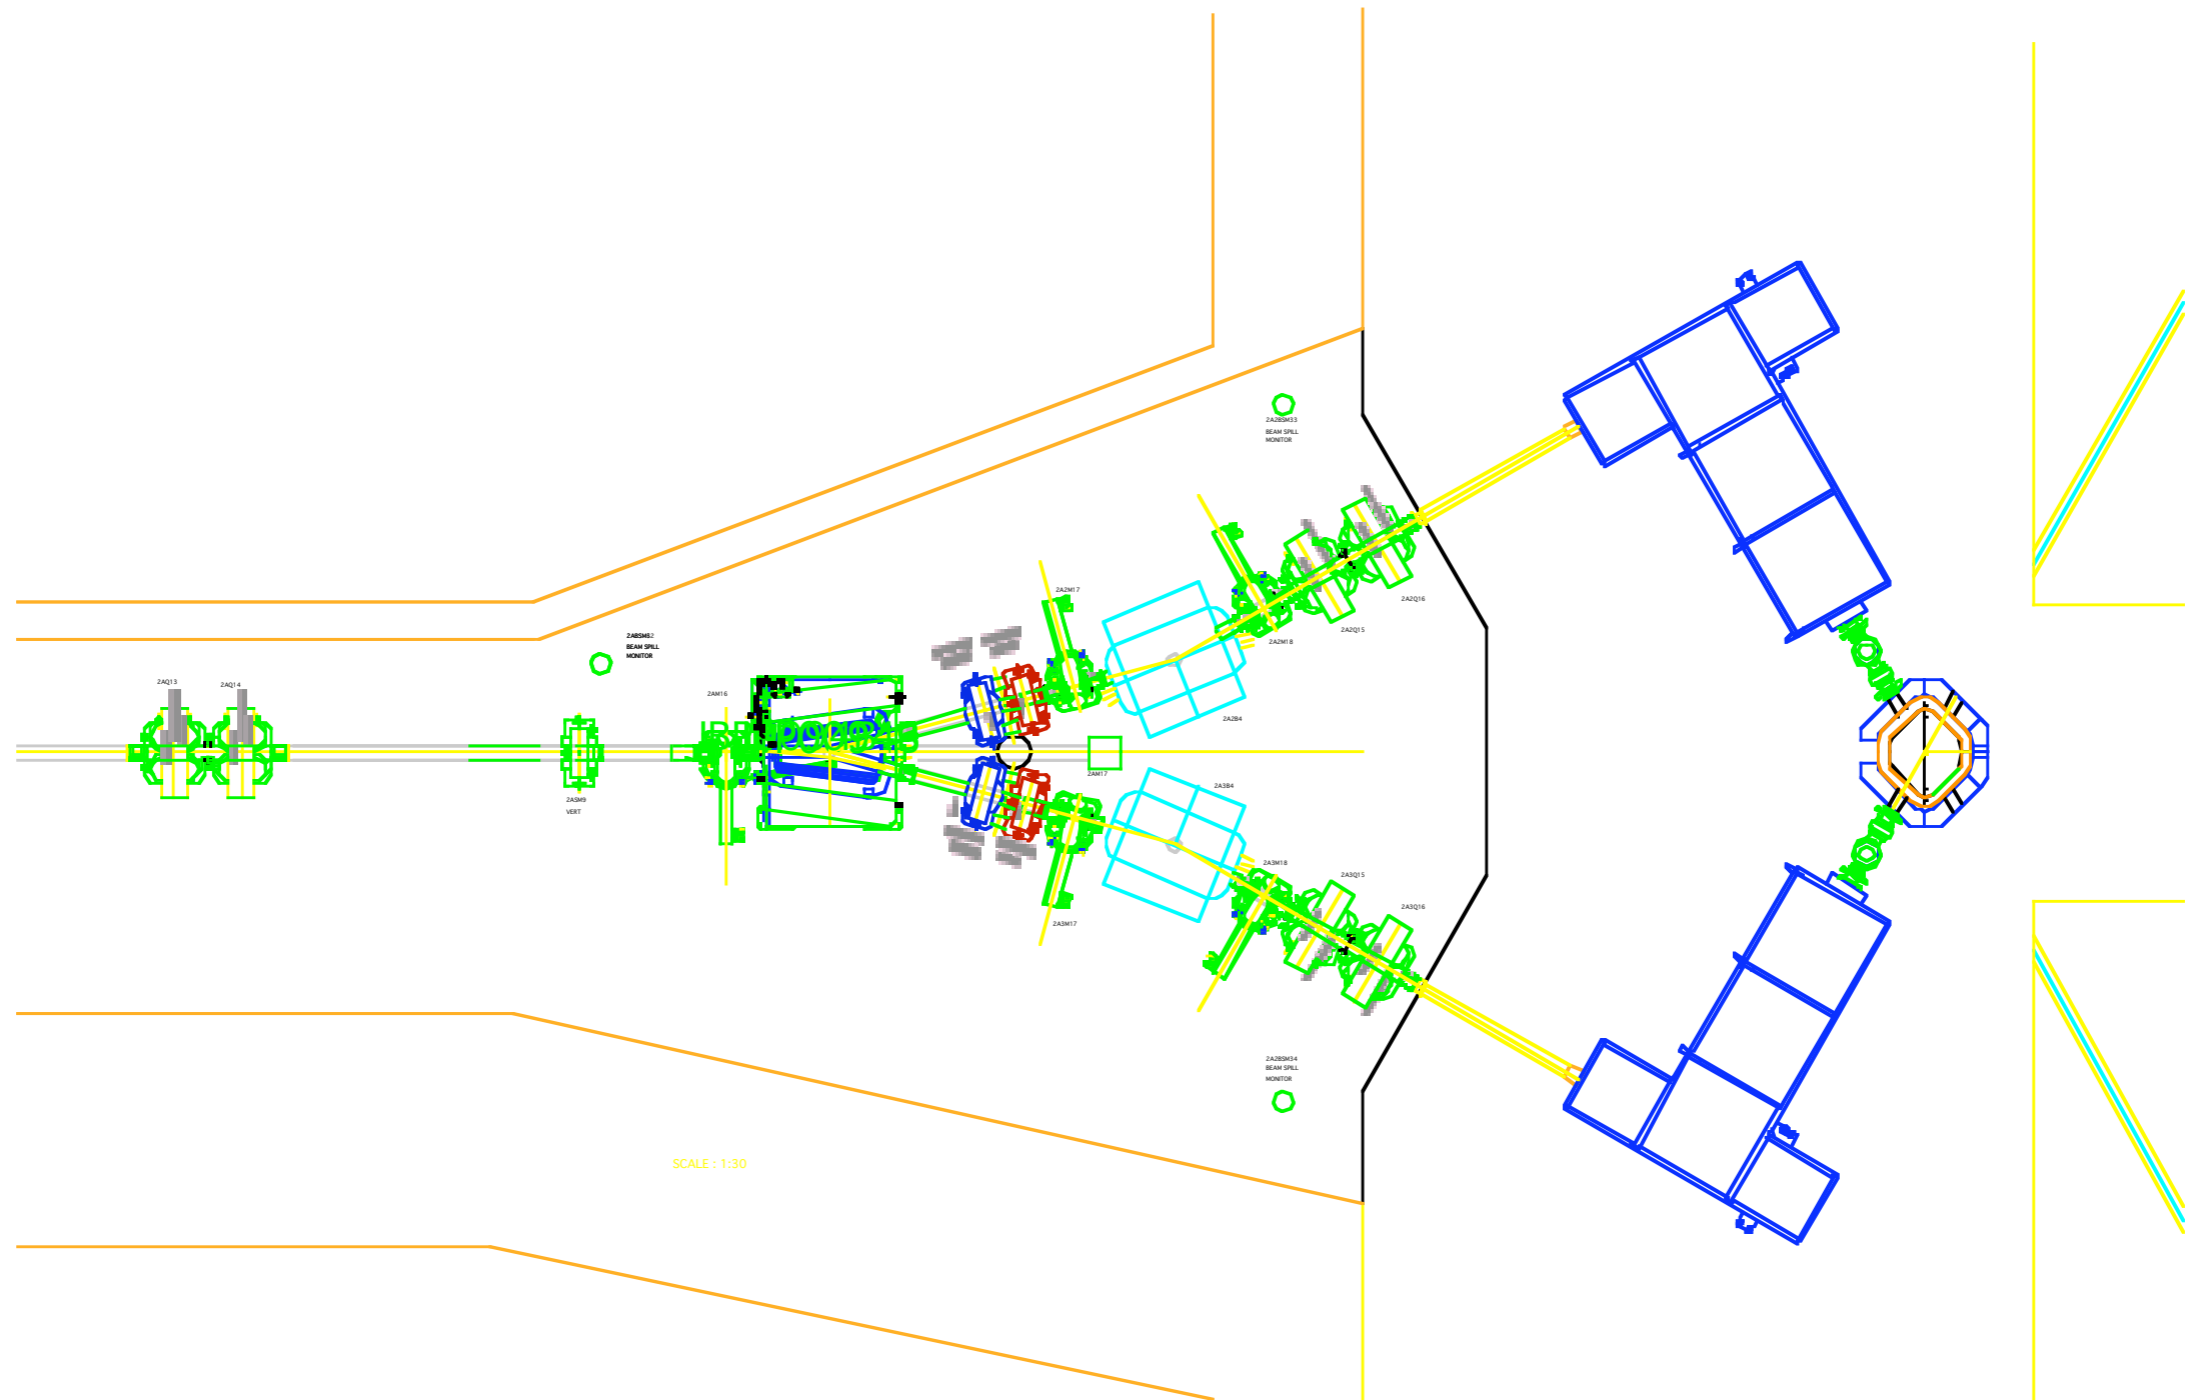 2A2BSM33
BEAM SPILL
MONITOR
2A2M17
2A2Q16
2A2Q15
2A2M18
BEAM SPILL
MONITOR
2AQ13
2AQ14
2AM16
2A2B4
2AM17
2A3B4
2ASM9
VERT
2A3M18
2A3Q15
2A3Q16
2A3M17
2A2BSM34
BEAM SPILL
MONITOR
SCALE : 1:30